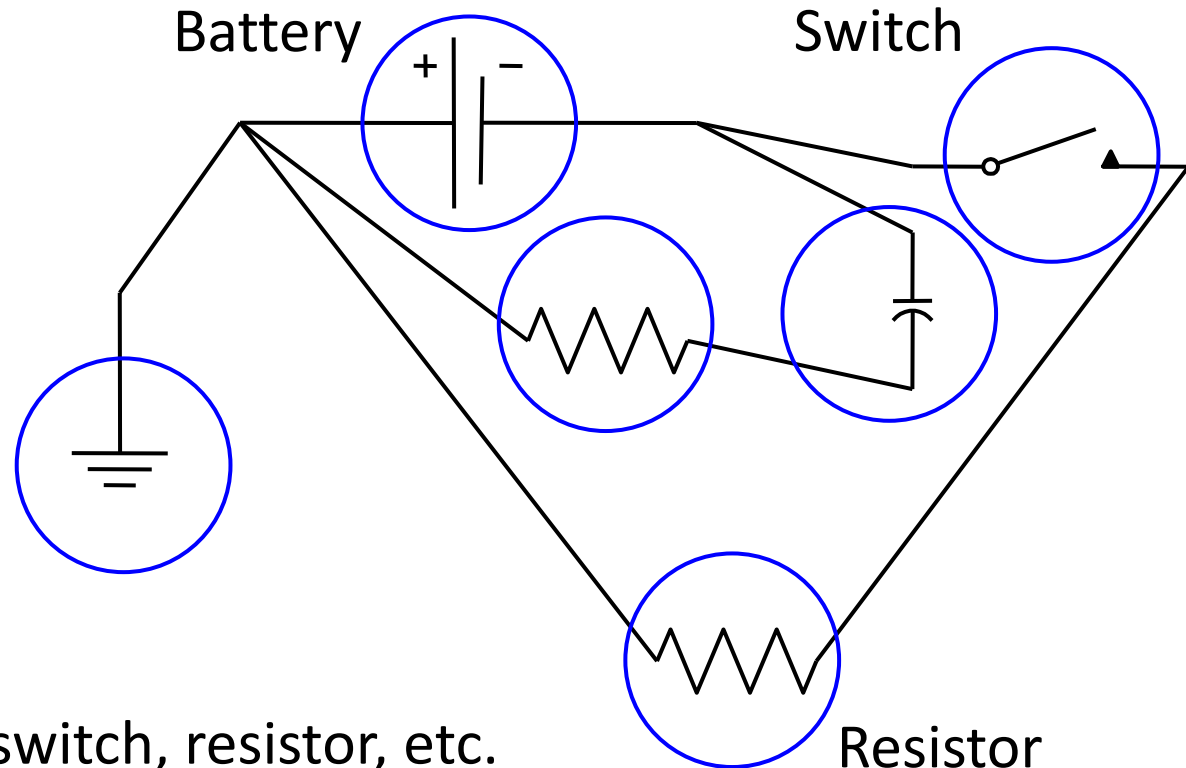 Battery
Switch
+ −
switch, resistor, etc.
Resistor